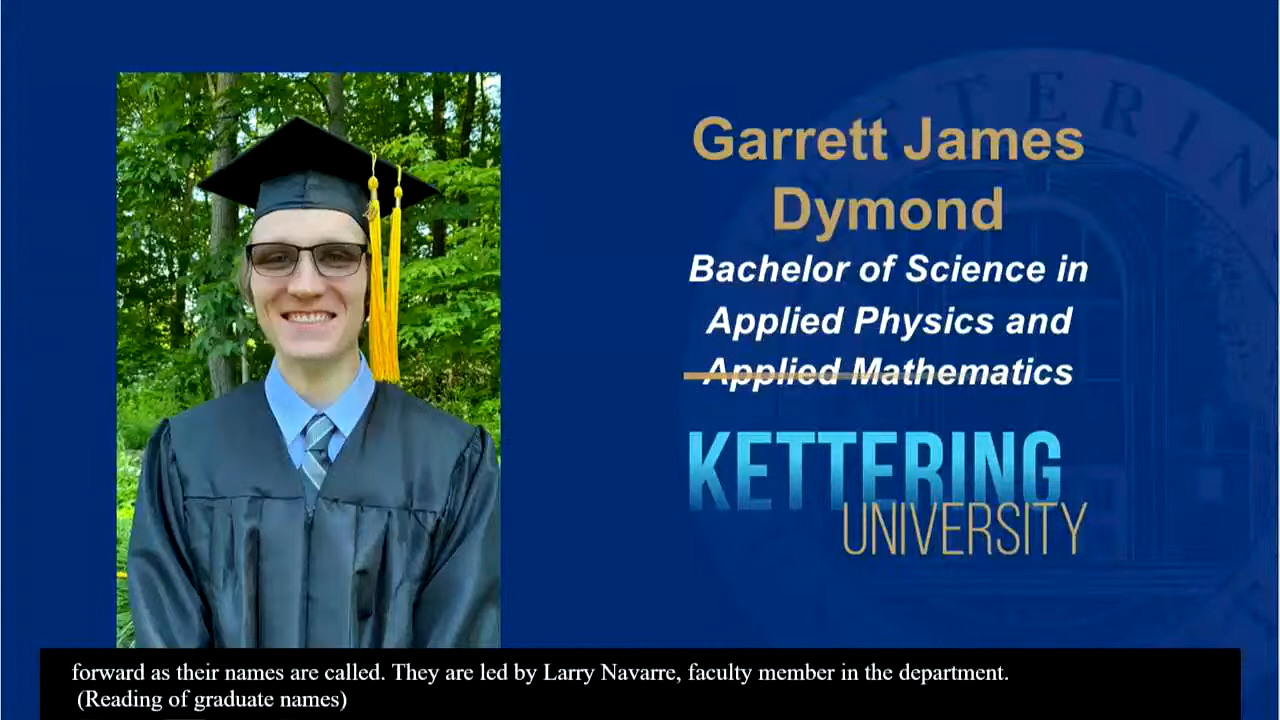 Garrett James
Dymond
Bachelor of Science in
Applied Physics and
Applied Mathematics
KETTERING
UNIVERSITY
KETTERIN
forward as their names are called. They are led by Larry Navarre, faculty member in the department.
(Reading of graduate names)